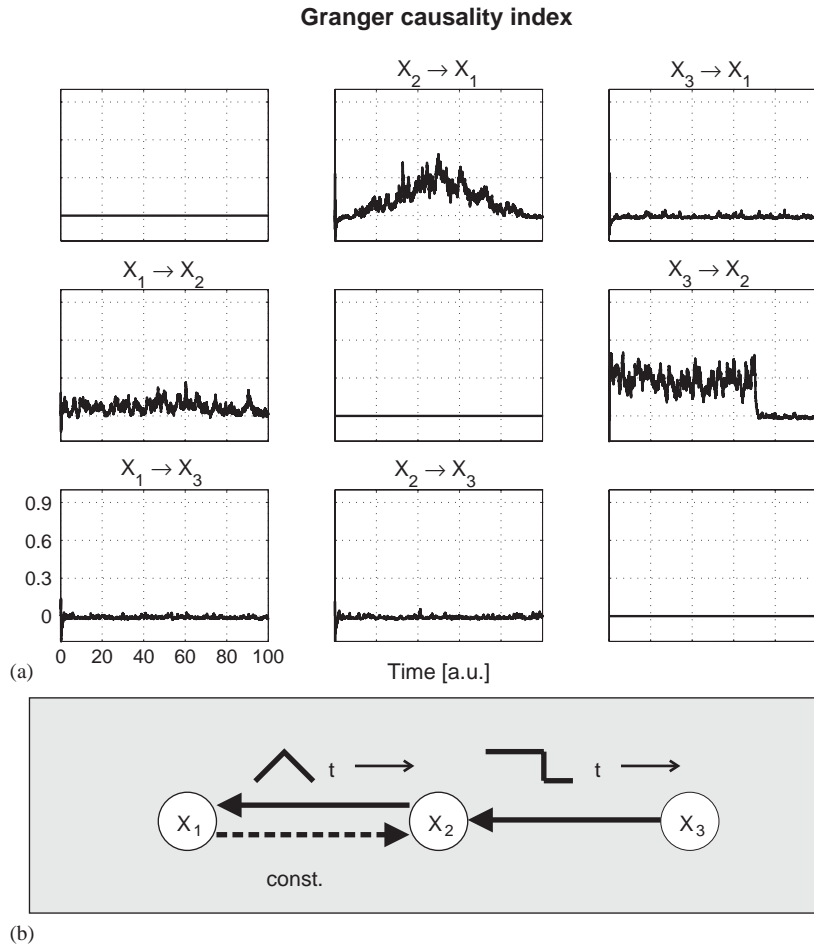 Granger causality index
X2 → X1
X3 → X1
X1 → X2
X3 → X2
X1 → X3
X2 → X3
0.9
0.6
0.3
0
0 20 40 60 80 100
Time [a.u.]
(a)
t
t
X1
X2
X3
const.
(b)